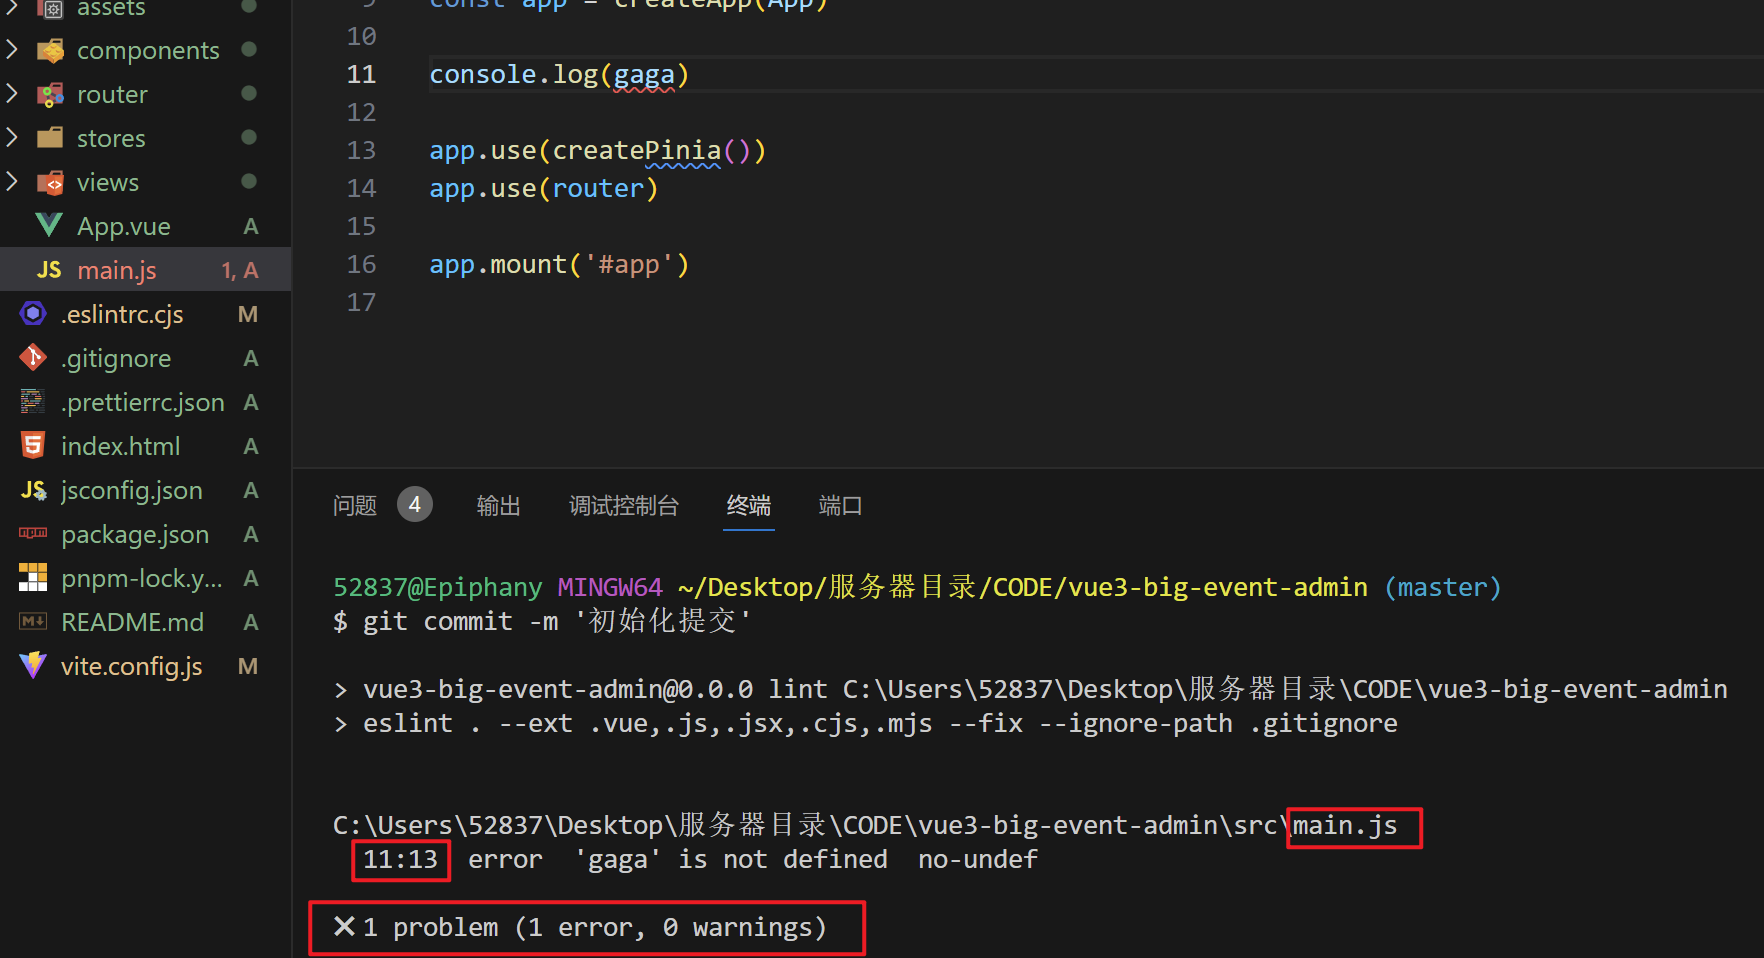 assets
components
router
stores
views
App.vue A
JS main.js 1, A
.eslintrc.cjs M
.gitignore A
.prettierrc.json A
index.html A
JS jsconfig.json A
package.json A
pnpm-lock.y... A
README.md A
vite.config.js M
9 const app = createApp(App)
10
11 console.log(gaga)
12
13 app.use(createPinia())
14 app.use(router)
15
16 app.mount('#app')
17
问题 4 输出 调试控制台 终端 端口
52837@Epiphany MINGW64 ~/Desktop/服务器目录/CODE/vue3-big-event-admin (master)
$ git commit -m '初始化提交'
> vue3-big-event-admin@0.0.0 lint C:\Users\52837\Desktop\服务器目录\CODE\vue3-big-event-admin
> eslint . --ext .vue,.js,.jsx,.cjs,.mjs --fix --ignore-path .gitignore
C:\Users\52837\Desktop\服务器目录\CODE\vue3-big-event-admin\src\main.js
11:13 error 'gaga' is not defined no-undef
✕ 1 problem (1 error, 0 warnings)